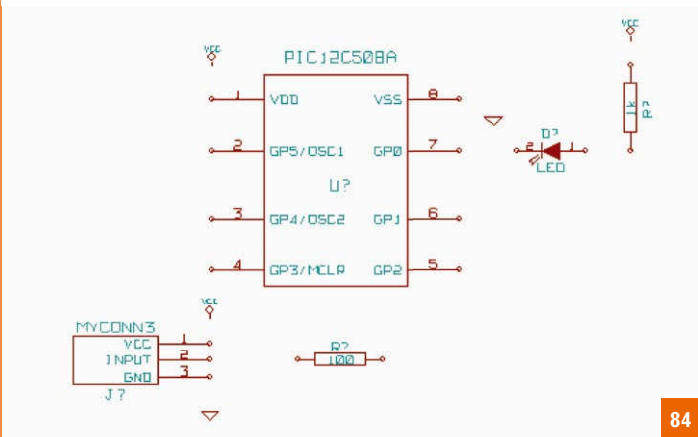 VCC
VCC
PIC12C508A
1 VDD VSS 8
1k R?
D?
2 GP5/OSC1 GP0 7
2 1
LED
U?
3 GP4/OSC2 GP1 6
4 GP3/MCLR GP2 5
VCC
MYCONN3
VCC 1
INPUT 2
GND 3
J?
R?
100
84